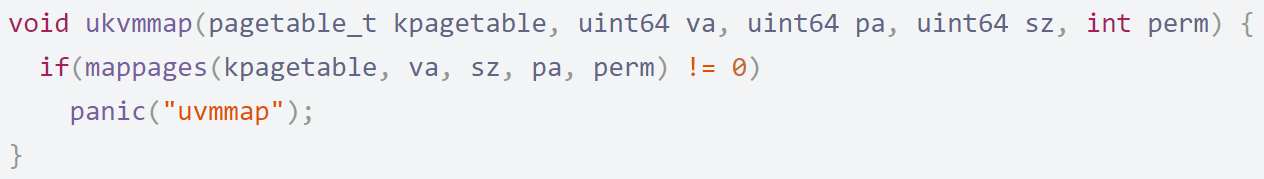 void ukvmmap(pagetable_t kpagetable, uint64 va, uint64 pa, uint64 sz, int perm) {
  if(mappages(kpagetable, va, sz, pa, perm) != 0)
    panic("uvmmap");
}